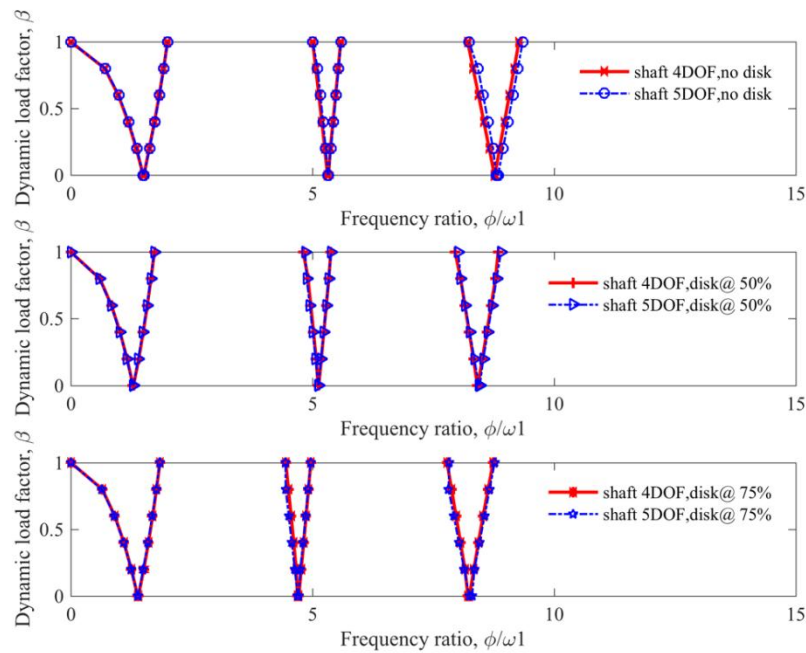 Dynamic load factor, β
1
0.5
0
0
5
10
15
shaft 4DOF,no disk
shaft 5DOF,no disk
Frequency ratio, ϕ/ω1
Dynamic load factor, β
1
0.5
0
0
5
10
15
shaft 4DOF,disk@ 50%
shaft 5DOF,disk@ 50%
Frequency ratio, ϕ/ω1
Dynamic load factor, β
1
0.5
0
0
5
10
15
shaft 4DOF,disk@ 75%
shaft 5DOF,disk@ 75%
Frequency ratio, ϕ/ω1